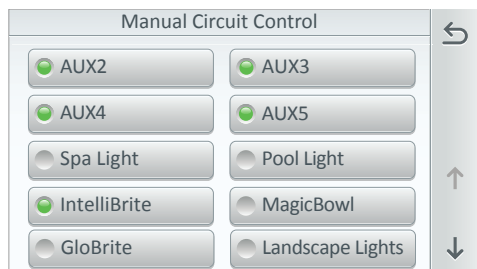 Manual Circuit Control
AUX2 AUX3
AUX4 AUX5
Spa Light Pool Light
IntelliBrite MagicBowl
GloBrite Landscape Lights